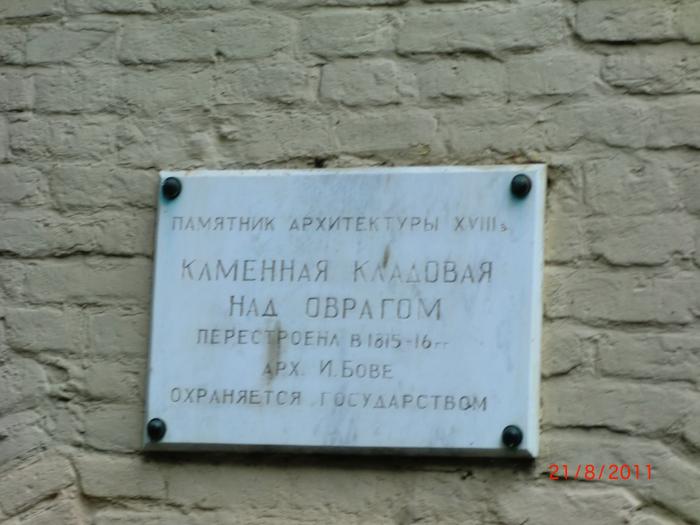 ПАМЯТНИК АРХИТЕКТУРЫ XVIII в.
КАМЕННАЯ КЛАДОВАЯ
НАД ОВРАГОМ
ПЕРЕСТРОЕНА В 1815-16 гг
АРХ. И. БОВЕ
ОХРАНЯЕТСЯ ГОСУДАРСТВОМ
21/8/2011